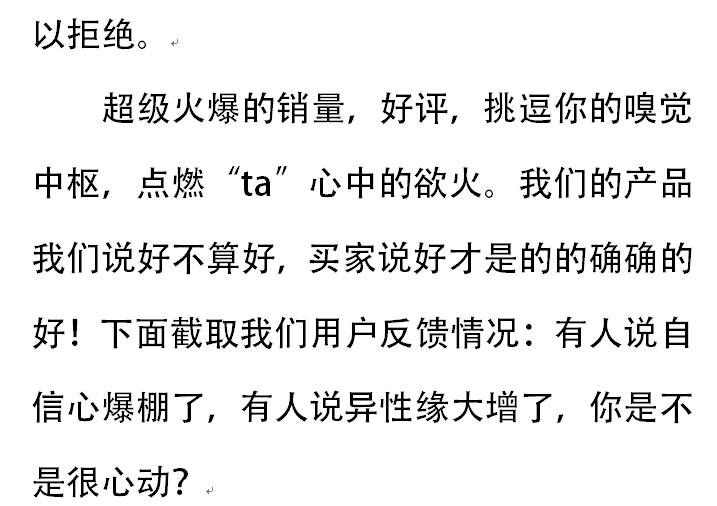 以拒绝。
超级火爆的销量，好评，挑逗你的嗅觉
中枢，点燃“ta”心中的欲火。我们的产品
我们说好不算好，买家说好才是的的确确的
好！下面截取我们用户反馈情况：有人说自
信心爆棚了，有人说异性缘大增了，你是不
是很心动？